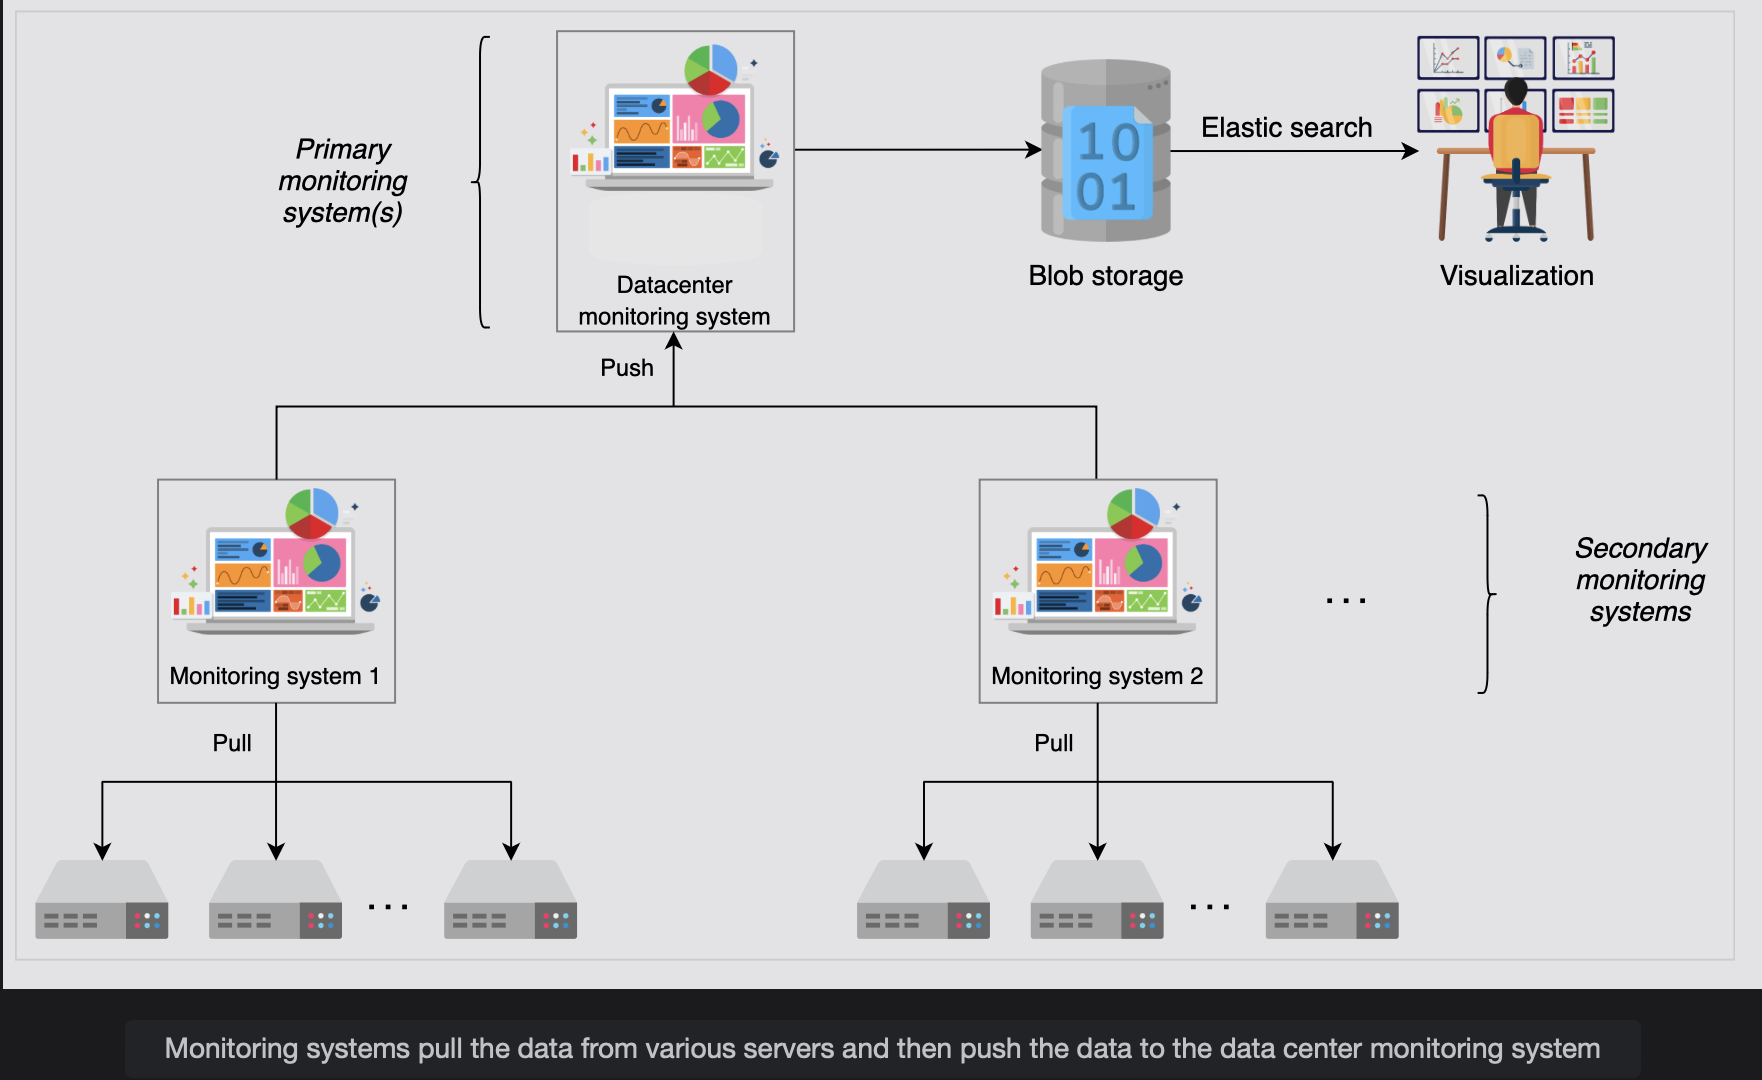 Primary
monitoring
system(s)
Datacenter
monitoring system
10
01
Blob storage
Elastic search
Visualization
Push
Monitoring system 1
Monitoring system 2
...
Secondary
monitoring
systems
Pull
Pull
...
...
Monitoring systems pull the data from various servers and then push the data to the data center monitoring system